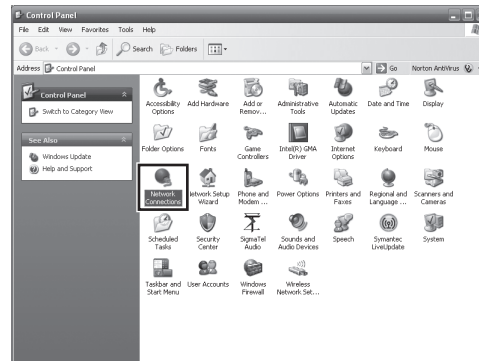 Control Panel
File Edit View Favorites Tools Help
Back Search Folders
Address Control Panel Go Norton AntiVirus
Control Panel
Switch to Category View
See Also
Windows Update
Help and Support
Accessibility Options
Add Hardware
Add or Remov...
Administrative Tools
Automatic Updates
Date and Time
Display
Folder Options
Fonts
Game Controllers
Intel(R) GMA Driver
Internet Options
Keyboard
Mouse
Network Connections
Network Setup Wizard
Phone and Modem ...
Power Options
Printers and Faxes
Regional and Language ...
Scanners and Cameras
Scheduled Tasks
Security Center
SigmaTel Audio
Sounds and Audio Devices
Speech
Symantec LiveUpdate
System
Taskbar and Start Menu
User Accounts
Windows Firewall
Wireless Network Set...